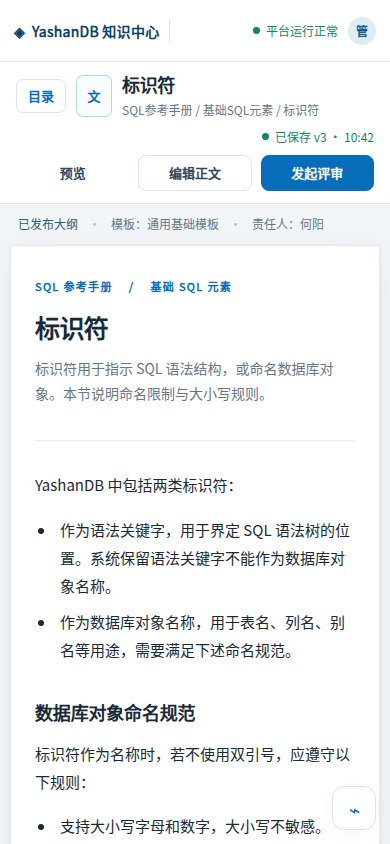 ◈ YashanDB 知识中心
平台运行正常
管
目录
文
标识符
SQL参考手册 / 基础SQL元素 / 标识符
已保存 v3 · 10:42
预览
编辑正文
发起评审
已发布大纲 • 模板：通用基础模板 • 责任人：何阳
SQL 参考手册 / 基础 SQL 元素
标识符
标识符用于指示 SQL 语法结构，或命名数据库对
象。本节说明命名限制与大小写规则。
YashanDB 中包括两类标识符：
• 作为语法关键字，用于界定 SQL 语法树的位
置。系统保留语法关键字不能作为数据库对
象名称。
• 作为数据库对象名称，用于表名、列名、别
名等用途，需要满足下述命名规范。
数据库对象命名规范
标识符作为名称时，若不使用双引号，应遵守以
下规则：
• 支持大小写字母和数字，大小写不敏感。